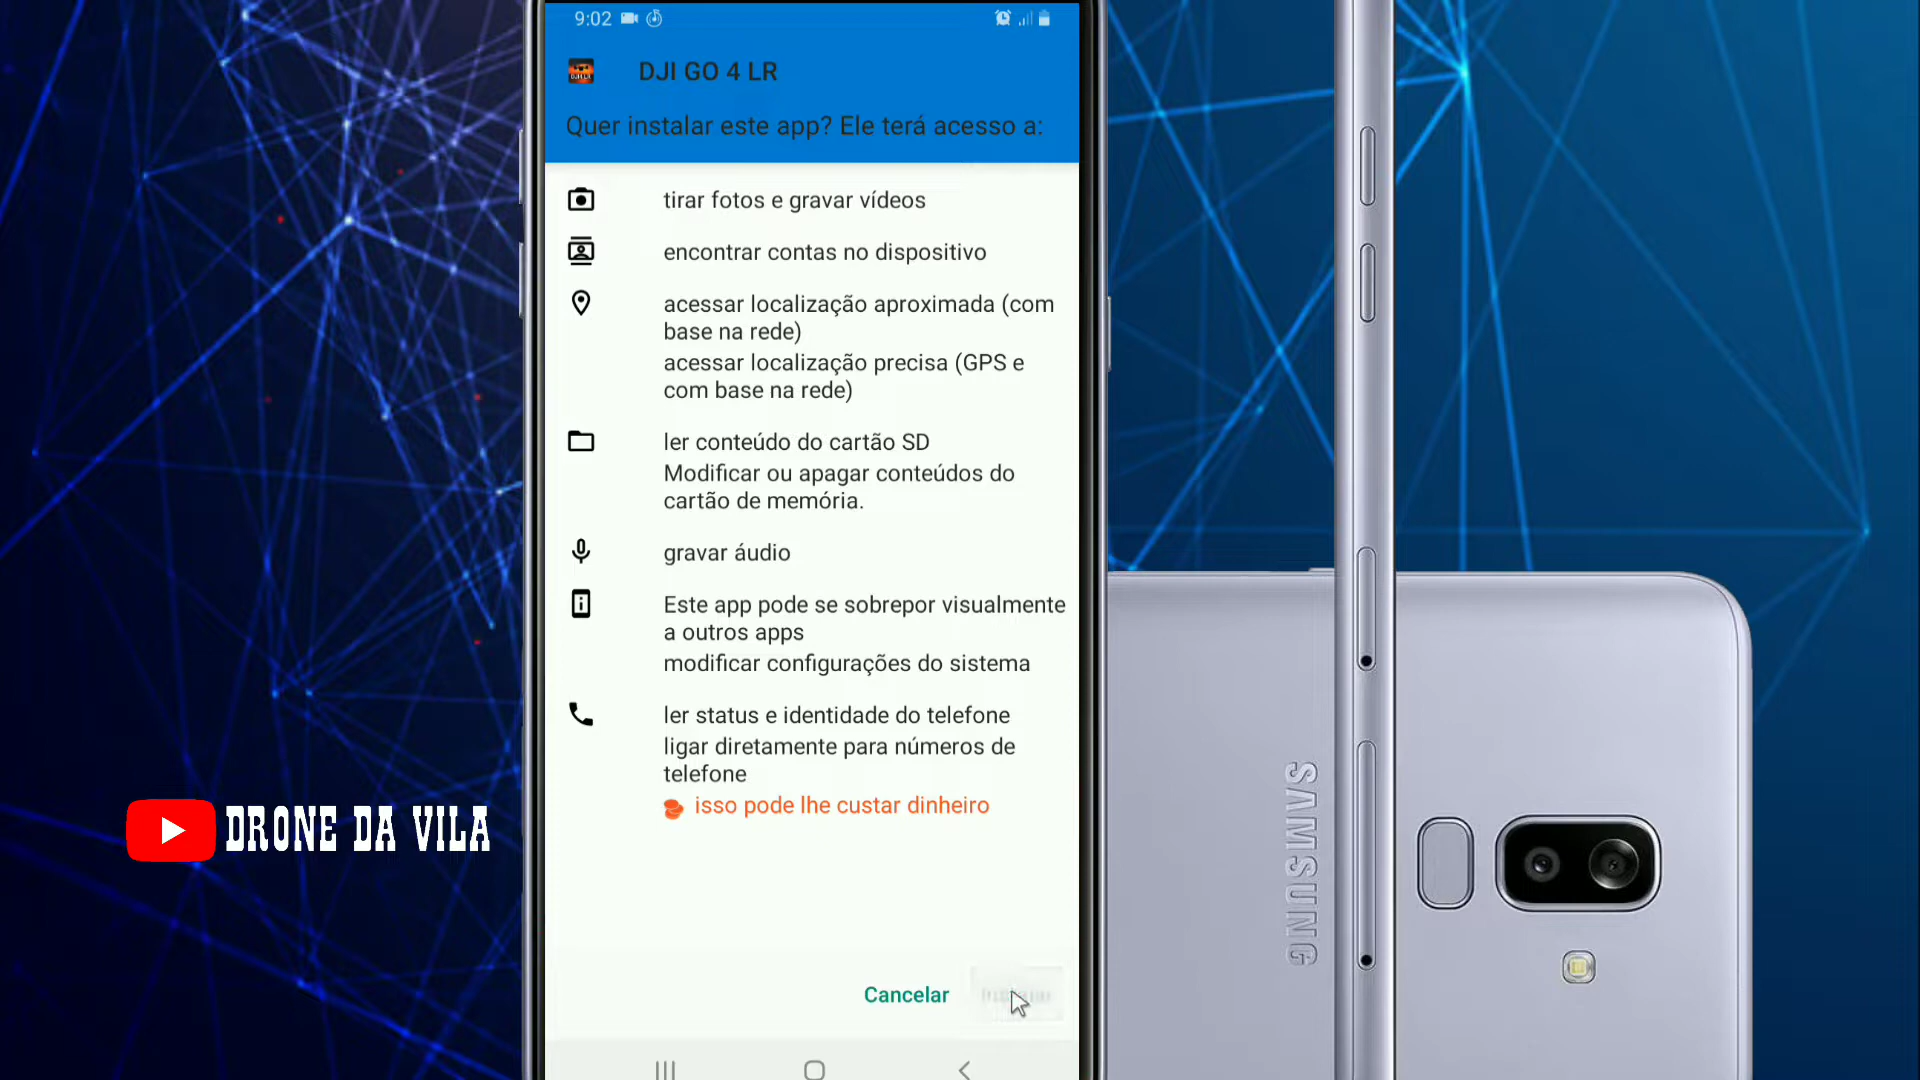 9:02
DJI GO 4 LR
Quer instalar este app? Ele terá acesso a:
tirar fotos e gravar vídeos
encontrar contas no dispositivo
acessar localização aproximada (com
base na rede)
acessar localização precisa (GPS e
com base na rede)
ler conteúdo do cartão SD
Modificar ou apagar conteúdos do
cartão de memória.
gravar áudio
Este app pode se sobrepor visualmente
a outros apps
modificar configurações do sistema
ler status e identidade do telefone
ligar diretamente para números de
telefone
isso pode lhe custar dinheiro
Cancelar
DRONE DA VILA
SAMSUNG